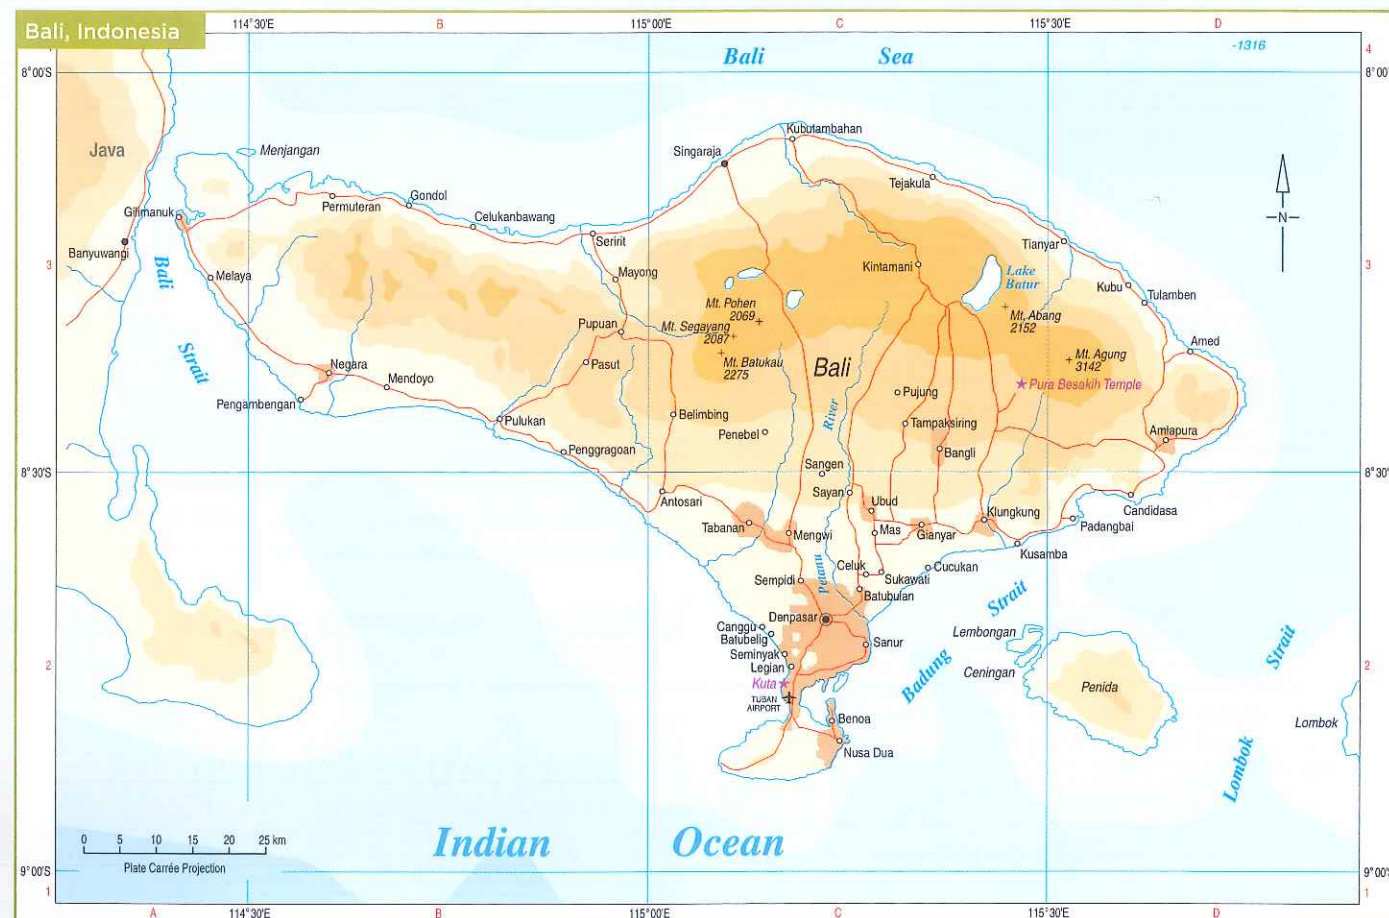 Bali, Indonesia
114°30'E
B
115°00'E
C
115°30'E
D
4
8°00'S
8°00'
Bali Sea
-1316
Java
Menjangan
Kubutambahan
Singaraja
Tejakula
Gondol
Permuteran
Celukanbawang
Gilimanuk
Banyuwangi
Seririt
Tianyar
N
3
3
Bali
Strait
Melaya
Mayong
Kintamani
Lake
Batur
Kubu
Tulamben
Mt. Pohen
2069
Mt. Abang
2152
Mt. Segayang
2087
Pupuan
Amed
Mt. Batukau
2275
Pasut
Bali
Mt. Agung
3142
Negara
Mendoyo
Pura Besakih Temple
Pengambengan
Pujung
Pulukan
Belimbing
River
Tampaksiring
Penebel
Amlapura
Penggragoan
Bangli
8°30'S
8°30'
Sangen
Antosari
Sayan
Ubud
Candidasa
Klungkung
Padangbai
Tabanan
Mengwi
Mas
Gianyar
Kusamba
Petanu
Celuk
Cucukan
Sempidi
Sukawati
Batubulan
Strait
Denpasar
Canggu
Batubelig
Sanur
Lembongan
Seminyak
Legian
Ceningan
Badung
Strait
2
2
Kuta
Penida
TUBAN
AIRPORT
Benoa
Lombok
Nusa Dua
Lombok
0 5 10 15 20 25 km
Plate Carrée Projection
Indian Ocean
9°00'S
9°00'
1
1
A
114°30'E
B
115°00'E
C
115°30'E
D